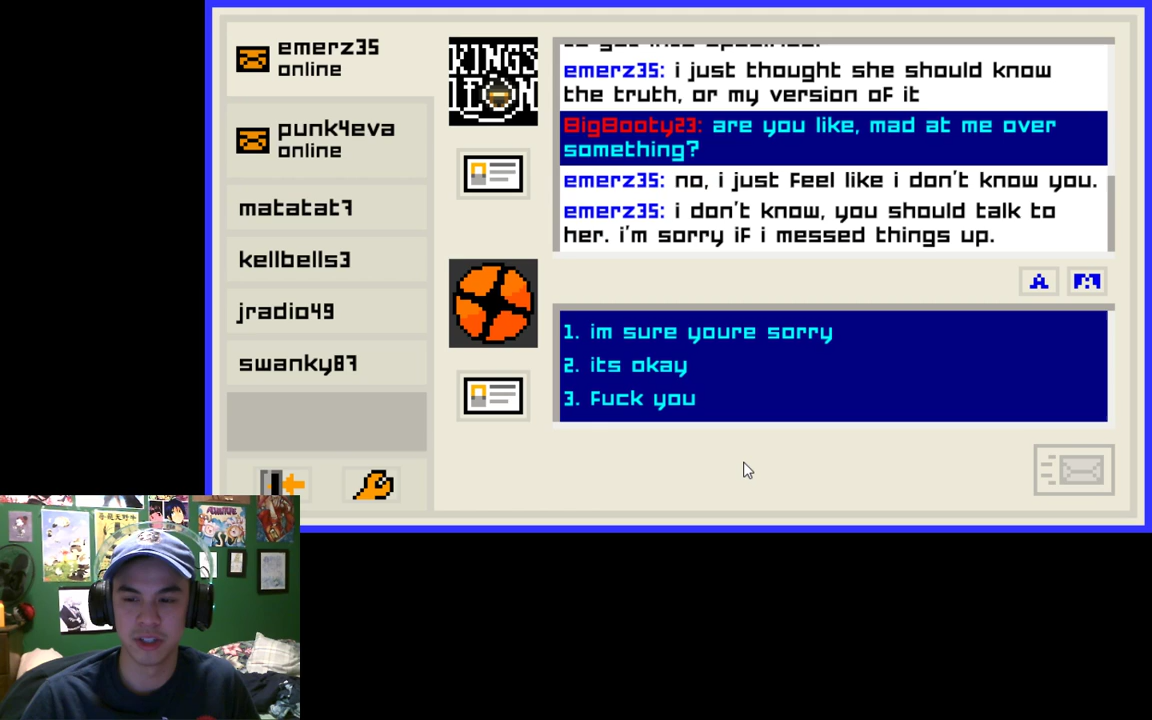 emerz35
online
punk4eva
online
matatat7
kellbells3
jradio49
swanky87
KINGS
emerz35: i just thought she should know
the truth, or my version of it
BigBooty23: are you like, mad at me over
something?
emerz35: no, i just feel like i don't know you.
emerz35: i don't know, you should talk to
her. i'm sorry if i messed things up.
A
1. im sure youre sorry
2. its okay
3. fuck you